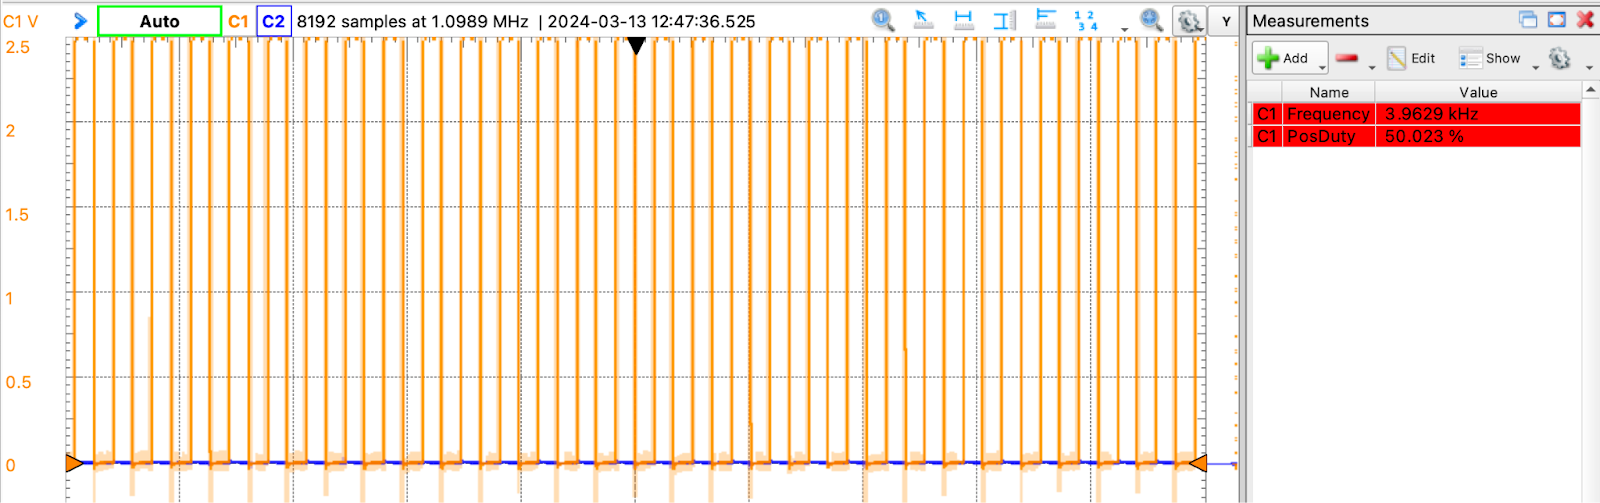 C1 V
Auto
C1
C2
8192 samples at 1.0989 MHz | 2024-03-13 12:47:36.525
1 2
3 4
Y
2.5
2
1.5
1
0.5
0
Measurements
Add
Edit
Show
Name Value
C1 Frequency 3.9629 kHz
C1 PosDuty 50.023 %